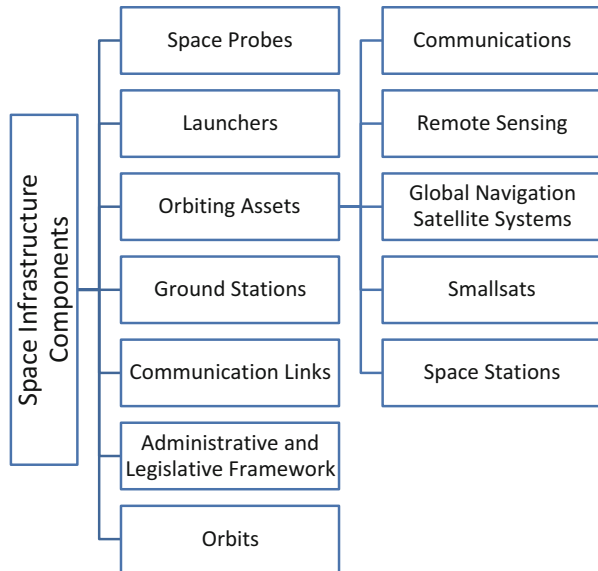 Space Infrastructure
Components
Space Probes
Launchers
Orbiting Assets
Ground Stations
Communication Links
Administrative and
Legislative Framework
Orbits
Communications
Remote Sensing
Global Navigation
Satellite Systems
Smallsats
Space Stations